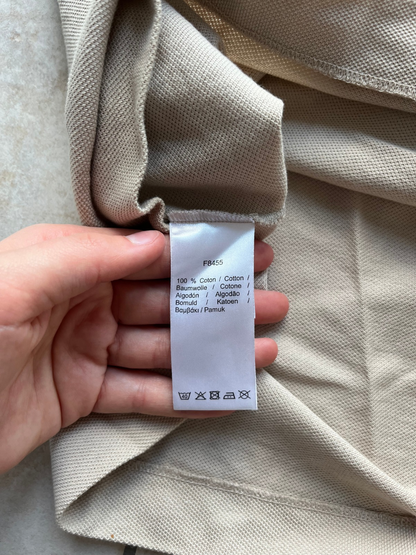 F8455
100 % Coton / Cotton /
Baumwolle / Cotone /
Algodón / Algodão /
Bomuld / Katoen /
Βαμβάκι / Pamuk